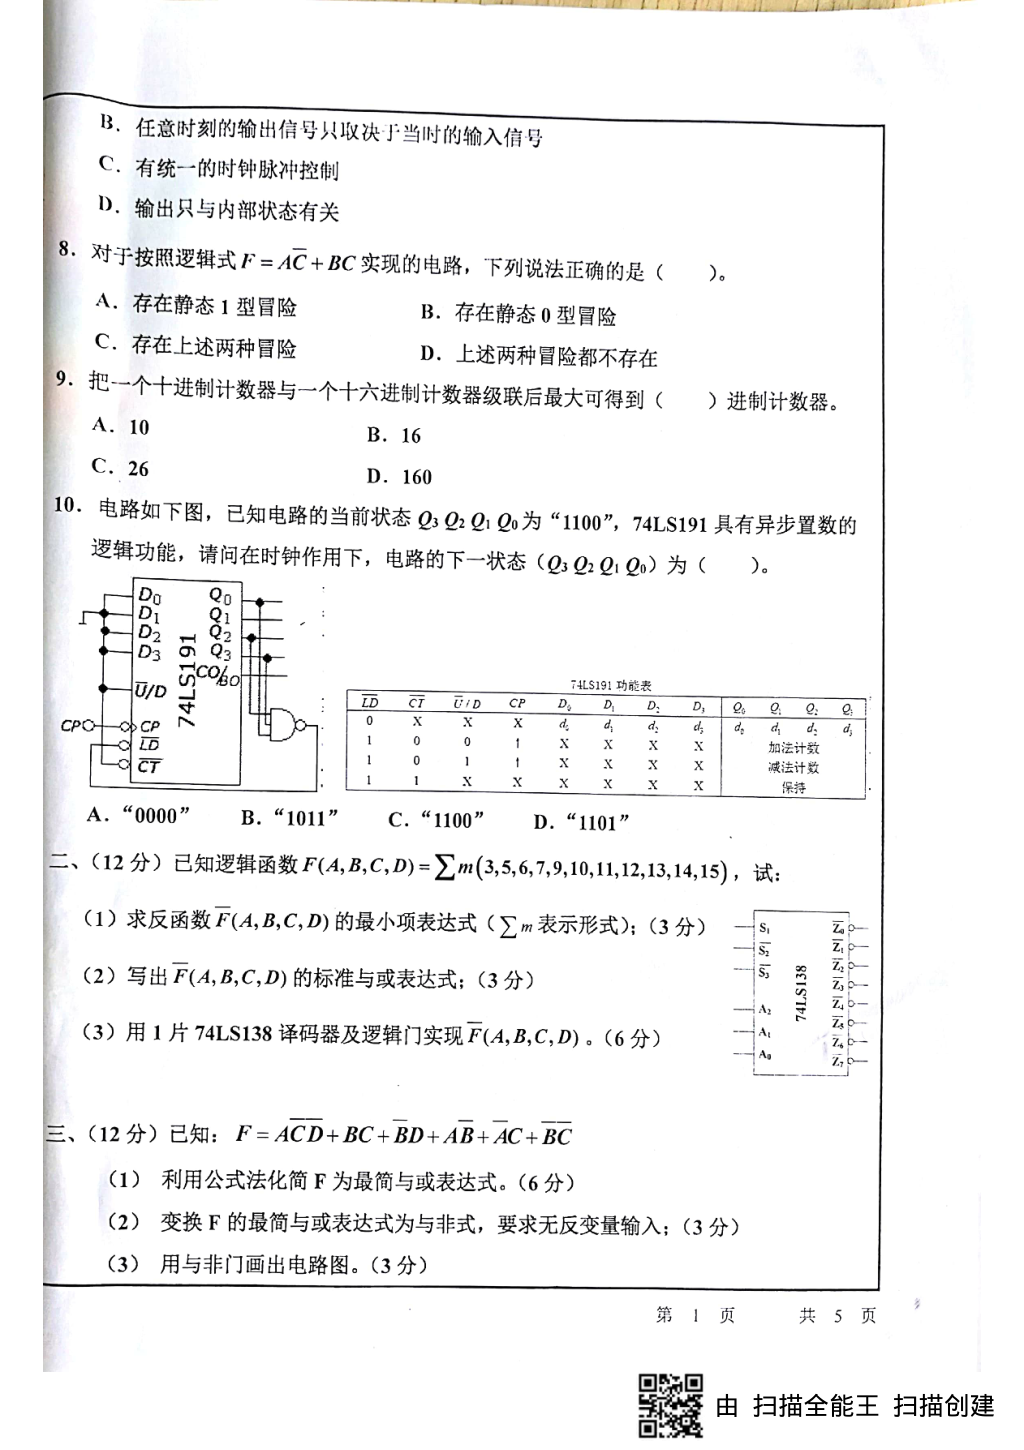 B．任意时刻的输出信号只取决于当时的输入信号
C．有统一的时钟脉冲控制
D．输出只与内部状态有关
8．对于按照逻辑式 F = AC̅ + BC 实现的电路，下列说法正确的是（　　）。
A．存在静态 1 型冒险　　B．存在静态 0 型冒险
C．存在上述两种冒险　　D．上述两种冒险都不存在
9．把一个十进制计数器与一个十六进制计数器级联后最大可得到（　　）进制计数器。
A．10　　B．16
C．26　　D．160
10．电路如下图，已知电路的当前状态 Q3 Q2 Q1 Q0 为“1100”，74LS191 具有异步置数的
逻辑功能，请问在时钟作用下，电路的下一状态（Q3 Q2 Q1 Q0）为（　　）。
D0 Q0
D1 Q1
D2 Q2
D3 Q3
74LS191
CO/BO
U̅/D
CP CP
L̅D̅
C̅T̅
74LS191 功能表
L̅D̅ C̅T̅ U̅/D CP D0 D1 D2 D3 Q0 Q1 Q2 Q3
0 X X X d0 d1 d2 d3 d0 d1 d2 d3
1 0 0 ↑ X X X X 加法计数
1 0 1 ↑ X X X X 减法计数
1 1 X X X X X X 保持
A．“0000”　　B．“1011”　　C．“1100”　　D．“1101”
二、（12 分）已知逻辑函数 F(A,B,C,D) = ∑m(3,5,6,7,9,10,11,12,13,14,15)，试：
（1）求反函数 F̅(A,B,C,D) 的最小项表达式（∑m 表示形式）；（3 分）
（2）写出 F̅(A,B,C,D) 的标准与或表达式；（3 分）
（3）用 1 片 74LS138 译码器及逻辑门实现 F̅(A,B,C,D) 。（6 分）
S1 Z̅0
S̅2 Z̅1
S̅3 Z̅2
Z̅3
74LS138
A2 Z̅4
A1 Z̅5
A0 Z̅6
Z̅7
三、（12 分）已知： F = AC̅D̅ + BC + B̅D + AB̅ + A̅C + B̅C̅
（1） 利用公式法化简 F 为最简与或表达式。（6 分）
（2） 变换 F 的最简与或表达式为与非式，要求无反变量输入；（3 分）
（3） 用与非门画出电路图。（3 分）
第 1 页　　共 5 页
由 扫描全能王 扫描创建